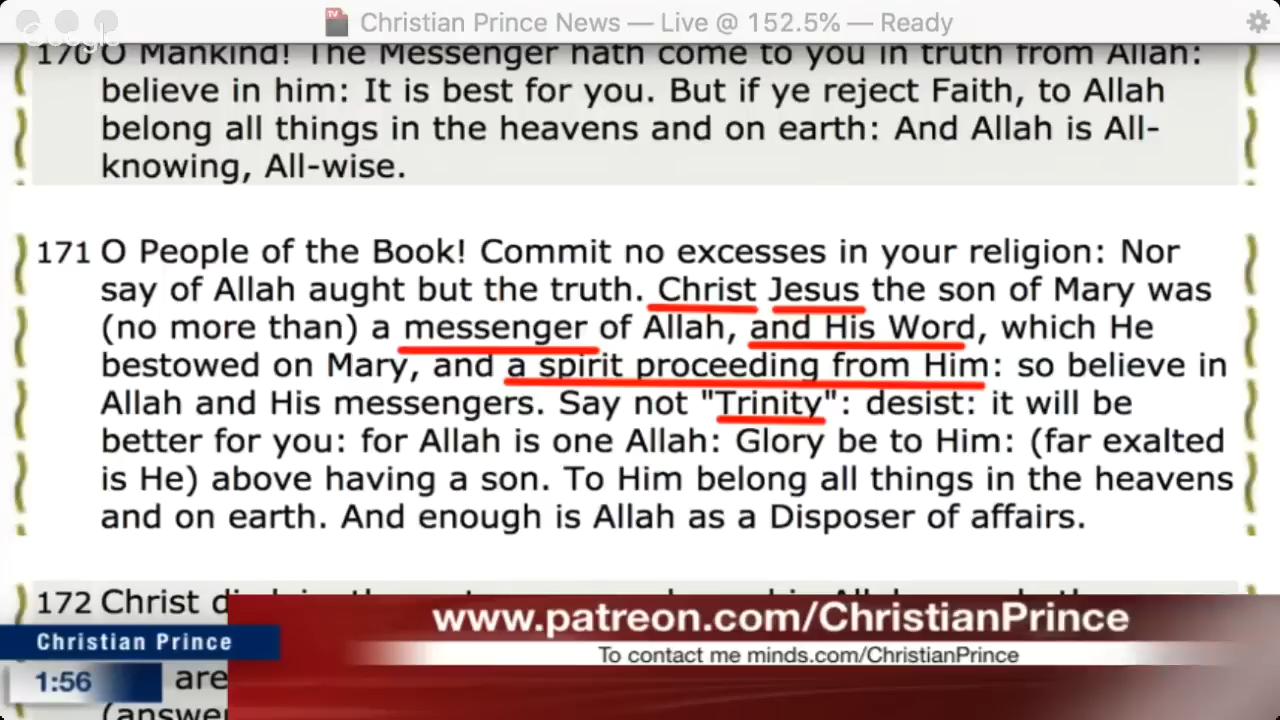 Christian Prince News — Live @ 152.5% — Ready
Google
170 O Mankind! The Messenger hath come to you in truth from Allah:
believe in him: It is best for you. But if ye reject Faith, to Allah
belong all things in the heavens and on earth: And Allah is All-
knowing, All-wise.
171 O People of the Book! Commit no excesses in your religion: Nor
say of Allah aught but the truth. Christ Jesus the son of Mary was
(no more than) a messenger of Allah, and His Word, which He
bestowed on Mary, and a spirit proceeding from Him: so believe in
Allah and His messengers. Say not "Trinity": desist: it will be
better for you: for Allah is one Allah: Glory be to Him: (far exalted
is He) above having a son. To Him belong all things in the heavens
and on earth. And enough is Allah as a Disposer of affairs.
172 Christ
www.patreon.com/ChristianPrince
Christian Prince
To contact me minds.com/ChristianPrince
1:56
are
(answer